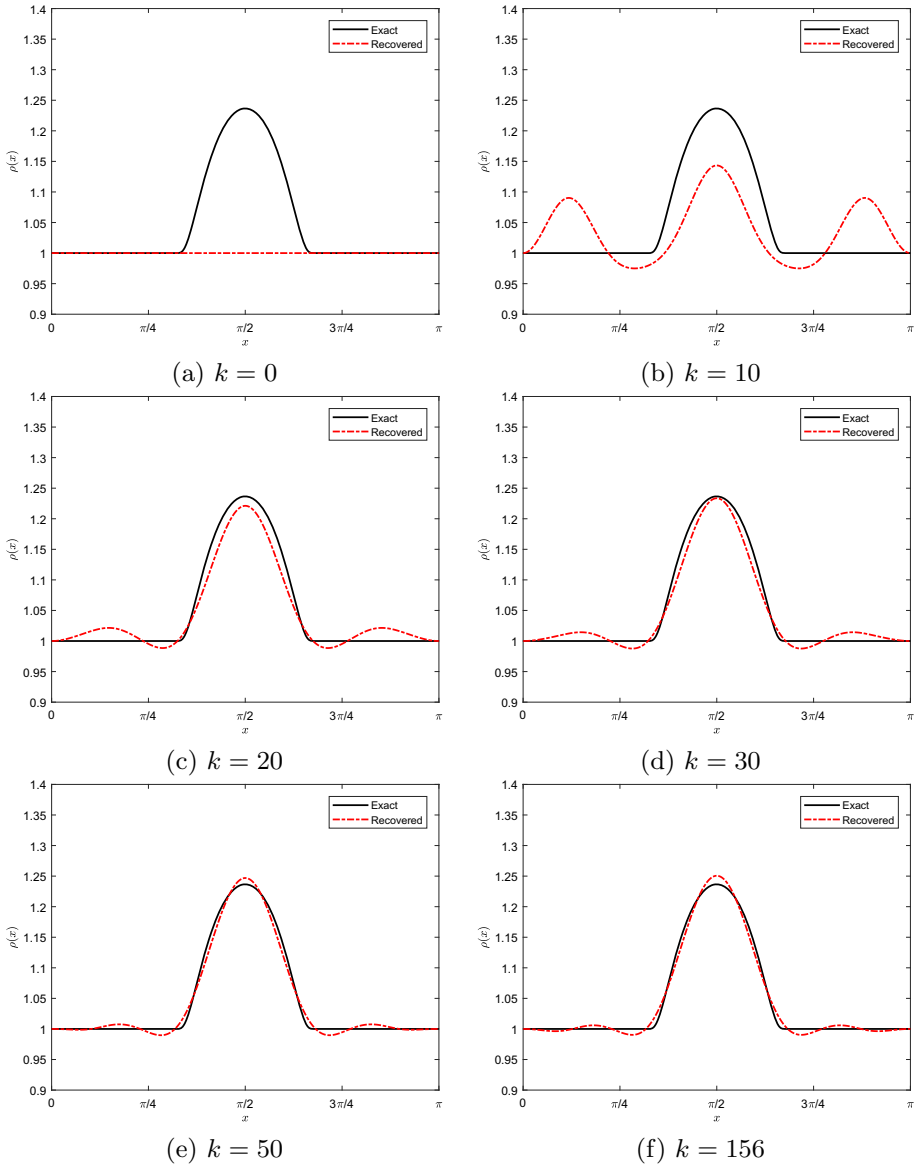 1.4
1.35
1.3
1.25
1.2
1.15
1.1
1.05
1
0.95
0.9
ρ(x)
Exact
Recovered
0 π/4 π/2 3π/4 π
x
(a) k = 0
1.4
1.35
1.3
1.25
1.2
1.15
1.1
1.05
1
0.95
0.9
ρ(x)
Exact
Recovered
0 π/4 π/2 3π/4 π
x
(b) k = 10
1.4
1.35
1.3
1.25
1.2
1.15
1.1
1.05
1
0.95
0.9
ρ(x)
Exact
Recovered
0 π/4 π/2 3π/4 π
x
(c) k = 20
1.4
1.35
1.3
1.25
1.2
1.15
1.1
1.05
1
0.95
0.9
ρ(x)
Exact
Recovered
0 π/4 π/2 3π/4 π
x
(d) k = 30
1.4
1.35
1.3
1.25
1.2
1.15
1.1
1.05
1
0.95
0.9
ρ(x)
Exact
Recovered
0 π/4 π/2 3π/4 π
x
(e) k = 50
1.4
1.35
1.3
1.25
1.2
1.15
1.1
1.05
1
0.95
0.9
ρ(x)
Exact
Recovered
0 π/4 π/2 3π/4 π
x
(f) k = 156